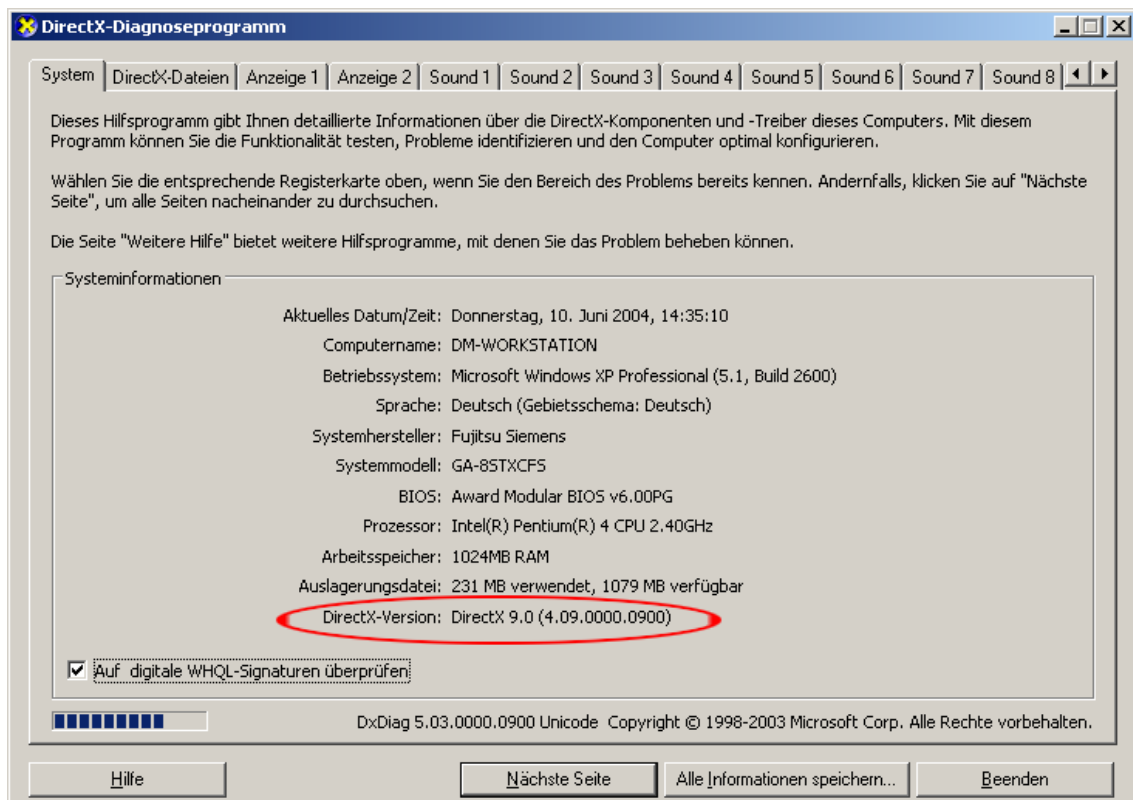 DirectX-Diagnoseprogramm
System DirectX-Dateien Anzeige 1 Anzeige 2 Sound 1 Sound 2 Sound 3 Sound 4 Sound 5 Sound 6 Sound 7 Sound 8
Dieses Hilfsprogramm gibt Ihnen detaillierte Informationen über die DirectX-Komponenten und -Treiber dieses Computers. Mit diesem
Programm können Sie die Funktionalität testen, Probleme identifizieren und den Computer optimal konfigurieren.
Wählen Sie die entsprechende Registerkarte oben, wenn Sie den Bereich des Problems bereits kennen. Andernfalls, klicken Sie auf "Nächste
Seite", um alle Seiten nacheinander zu durchsuchen.
Die Seite "Weitere Hilfe" bietet weitere Hilfsprogramme, mit denen Sie das Problem beheben können.
Systeminformationen
Aktuelles Datum/Zeit: Donnerstag, 10. Juni 2004, 14:35:10
Computername: DM-WORKSTATION
Betriebssystem: Microsoft Windows XP Professional (5.1, Build 2600)
Sprache: Deutsch (Gebietsschema: Deutsch)
Systemhersteller: Fujitsu Siemens
Systemmodell: GA-8STXCFS
BIOS: Award Modular BIOS v6.00PG
Prozessor: Intel(R) Pentium(R) 4 CPU 2.40GHz
Arbeitsspeicher: 1024MB RAM
Auslagerungsdatei: 231 MB verwendet, 1079 MB verfügbar
DirectX-Version: DirectX 9.0 (4.09.0000.0900)
Auf digitale WHQL-Signaturen überprüfen
DxDiag 5.03.0000.0900 Unicode Copyright © 1998-2003 Microsoft Corp. Alle Rechte vorbehalten.
Hilfe Nächste Seite Alle Informationen speichern... Beenden